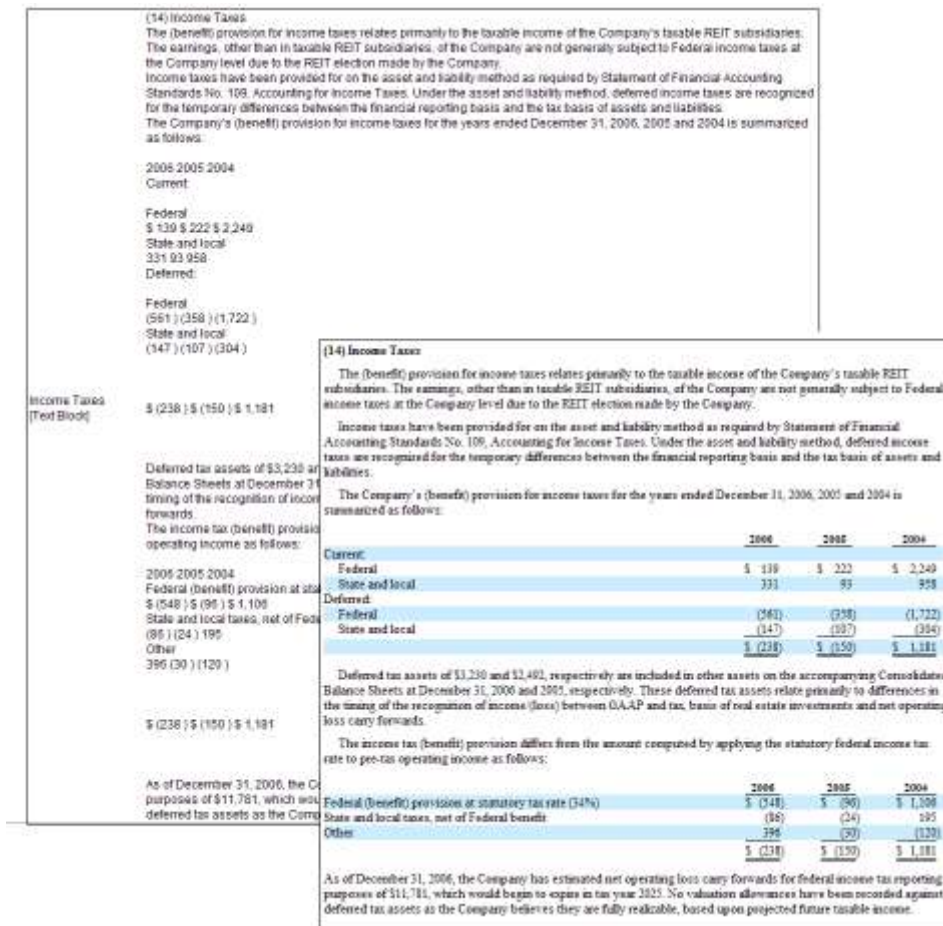 (14) Income Taxes
The (benefit) provision for income taxes relates primarily to the taxable income of the Company's taxable REIT subsidiaries.
The earnings, other than in taxable REIT subsidiaries, of the Company are not generally subject to Federal income taxes at
the Company level due to the REIT election made by the Company.
Income taxes have been provided for on the asset and liability method as required by Statement of Financial Accounting
Standards No. 109, Accounting for Income Taxes. Under the asset and liability method, deferred income taxes are recognized
for the temporary differences between the financial reporting basis and the tax basis of assets and liabilities.
The Company's (benefit) provision for income taxes for the years ended December 31, 2006, 2005 and 2004 is summarized
as follows:
2006 2005 2004
Current:
Federal
$ 139 $ 222 $ 2,249
State and local
331 93 958
Deferred:
Federal
(561 ) (358 ) (1,722 )
State and local
(147 ) (107 ) (304 )
Income Taxes
[Text Block]
$ (238 ) $ (150 ) $ 1,181
Deferred tax assets of $3,230 an
Balance Sheets at December 31
timing of the recognition of incom
forwards.
The income tax (benefit) provisio
operating income as follows:
2006 2005 2004
Federal (benefit) provision at stat
$ (548 ) $ (96 ) $ 1,106
State and local taxes, net of Fede
(86 ) (24 ) 195
Other
396 (30 ) (120 )
$ (238 ) $ (150 ) $ 1,181
As of December 31, 2006, the Co
purposes of $11,781, which wou
deferred tax assets as the Comp
(14) Income Taxes
The (benefit) provision for income taxes relates primarily to the taxable income of the Company's taxable REIT
subsidiaries. The earnings, other than in taxable REIT subsidiaries, of the Company are not generally subject to Federal
income taxes at the Company level due to the REIT election made by the Company.
Income taxes have been provided for on the asset and liability method as required by Statement of Financial
Accounting Standards No. 109, Accounting for Income Taxes. Under the asset and liability method, deferred income
taxes are recognized for the temporary differences between the financial reporting basis and the tax basis of assets and
liabilities.
The Company's (benefit) provision for income taxes for the years ended December 31, 2006, 2005 and 2004 is
summarized as follows:
2006 2005 2004
Current:
Federal $ 139 $ 222 $ 2,249
State and local 331 93 958
Deferred:
Federal (561) (358) (1,722)
State and local (147) (107) (304)
$ (238) $ (150) $ 1,181
Deferred tax assets of $3,230 and $2,492, respectively are included in other assets on the accompanying Consolidated
Balance Sheets at December 31, 2006 and 2005, respectively. These deferred tax assets relate primarily to differences in
the timing of the recognition of income (loss) between GAAP and tax, basis of real estate investments and net operating
loss carry forwards.
The income tax (benefit) provision differs from the amount computed by applying the statutory federal income tax
rate to pre-tax operating income as follows:
2006 2005 2004
Federal (benefit) provision at statutory tax rate (34%) $ (548) $ (96) $ 1,106
State and local taxes, net of Federal benefit (86) (24) 195
Other 396 (30) (120)
$ (238) $ (150) $ 1,181
As of December 31, 2006, the Company has estimated net operating loss carry forwards for federal income tax reporting
purposes of $11,781, which would begin to expire in tax year 2025. No valuation allowances have been recorded against
deferred tax assets as the Company believes they are fully realizable, based upon projected future taxable income.